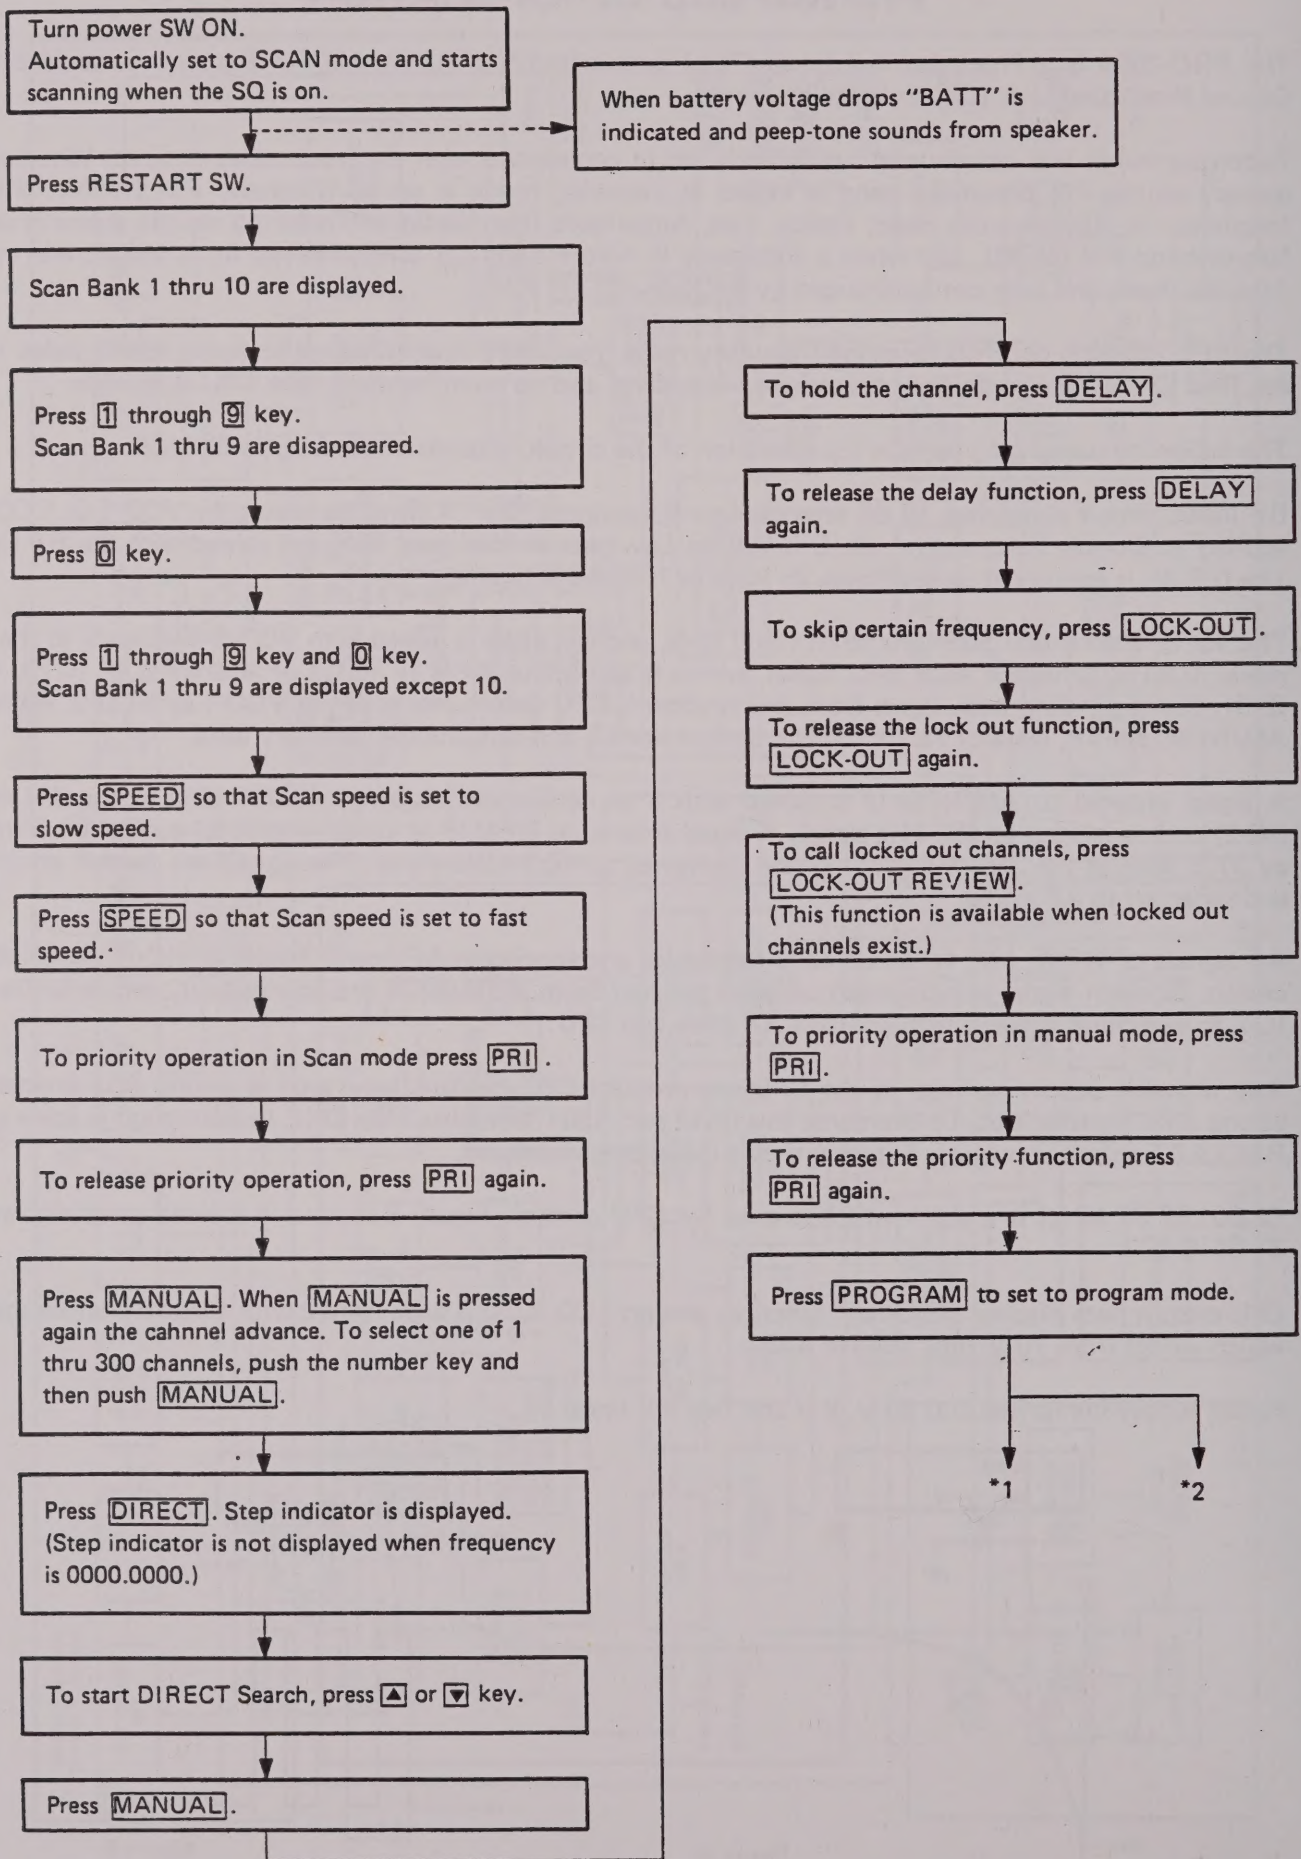 Turn power SW ON.
Automatically set to SCAN mode and starts
scanning when the SQ is on.
When battery voltage drops "BATT" is
indicated and peep-tone sounds from speaker.
Press RESTART SW.
Scan Bank 1 thru 10 are displayed.
Press 1 through 9 key.
Scan Bank 1 thru 9 are disappeared.
Press 0 key.
Press 1 through 9 key and 0 key.
Scan Bank 1 thru 9 are displayed except 10.
Press SPEED so that Scan speed is set to
slow speed.
Press SPEED so that Scan speed is set to fast
speed.
To priority operation in Scan mode press PRI.
To release priority operation, press PRI again.
Press MANUAL. When MANUAL is pressed
again the cahnnel advance. To select one of 1
thru 300 channels, push the number key and
then push MANUAL.
Press DIRECT. Step indicator is displayed.
(Step indicator is not displayed when frequency
is 0000.0000.)
To start DIRECT Search, press ▲ or ▼ key.
Press MANUAL.
To hold the channel, press DELAY.
To release the delay function, press DELAY
again.
To skip certain frequency, press LOCK-OUT.
To release the lock out function, press
LOCK-OUT again.
To call locked out channels, press
LOCK-OUT REVIEW.
(This function is available when locked out
channels exist.)
To priority operation in manual mode, press
PRI.
To release the priority function, press
PRI again.
Press PROGRAM to set to program mode.
*1 *2